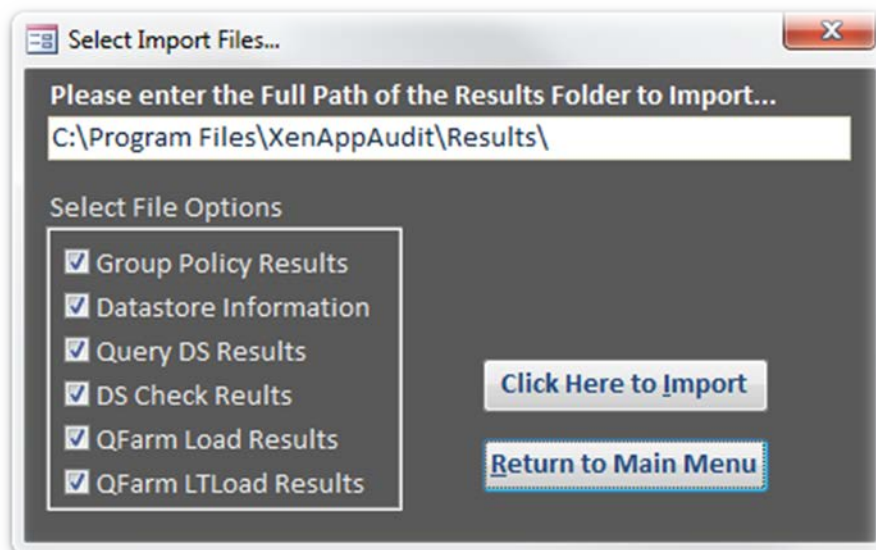 Select Import Files...
Please enter the Full Path of the Results Folder to Import...
C:\Program Files\XenAppAudit\Results\
Select File Options
Group Policy Results
Datastore Information
Query DS Results
DS Check Reults
Click Here to Import
QFarm Load Results
Return to Main Menu
QFarm LTLoad Results